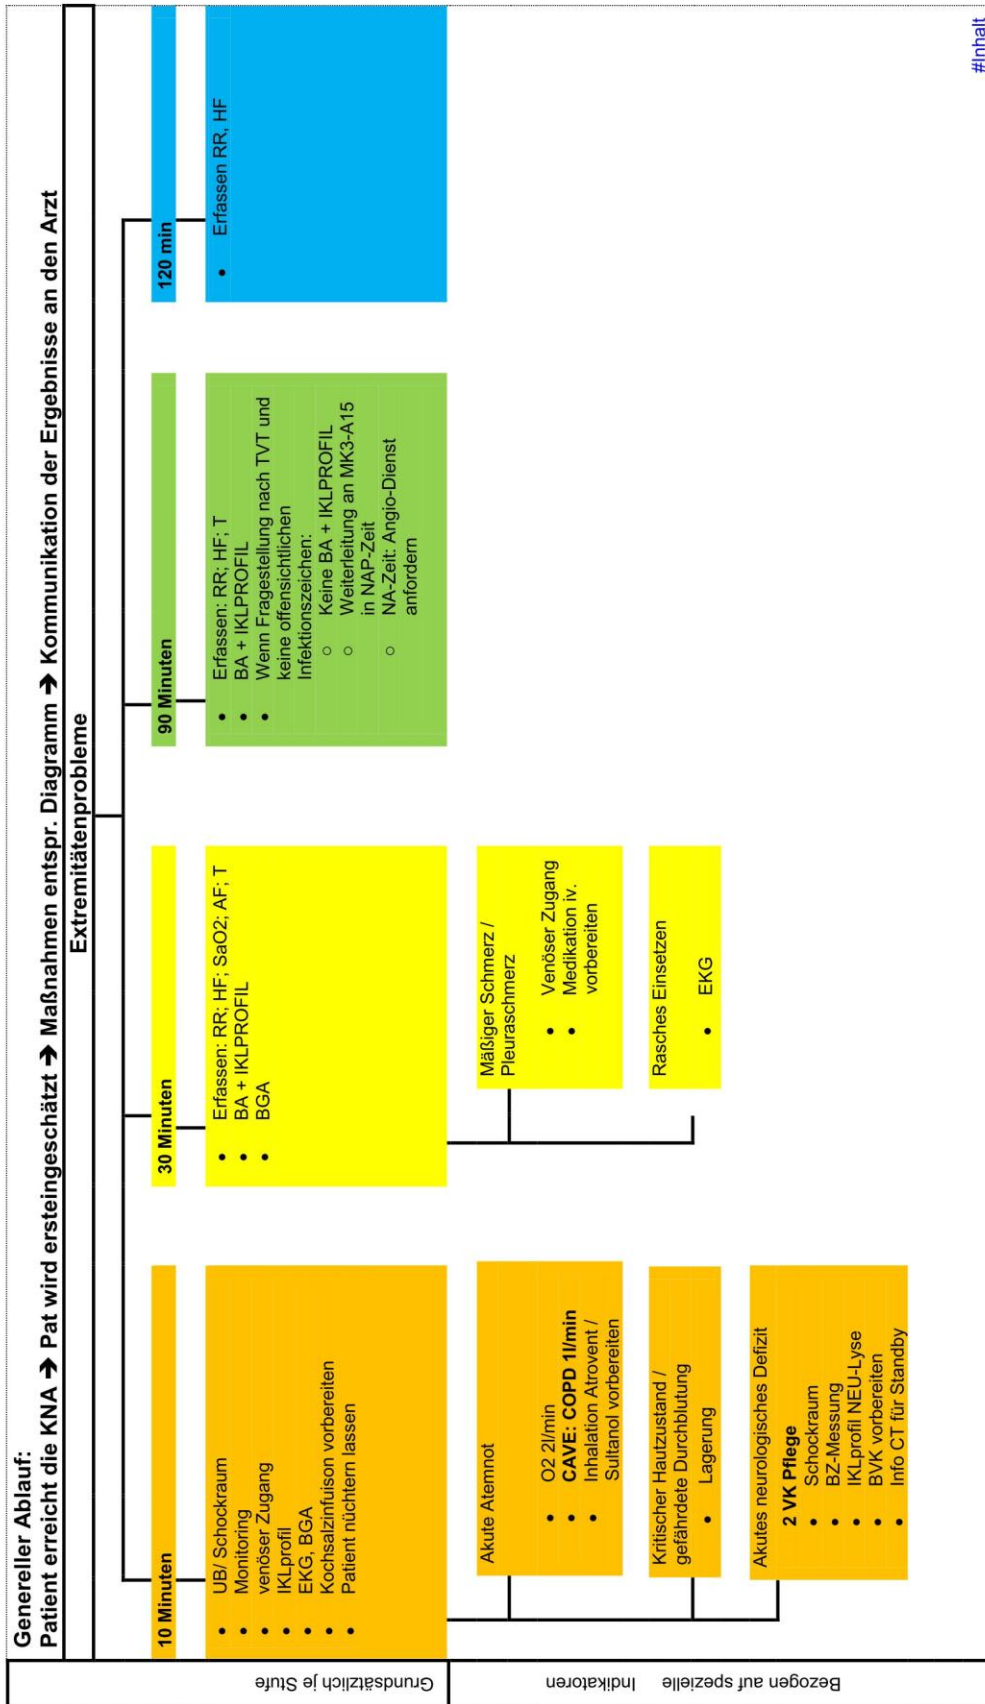 Genereller Ablauf:
Patient erreicht die KNA ➔ Pat wird ersteingeschätzt ➔ Maßnahmen entspr. Diagramm ➔ Kommunikation der Ergebnisse an den Arzt
Extremitätenprobleme
Grundsätzlich je Stufe
10 Minuten
• UB/ Schockraum
• Monitoring
• venöser Zugang
• IKLprofil
• EKG, BGA
• Kochsalzinfuison vorbereiten
• Patient nüchtern lassen
30 Minuten
• Erfassen: RR; HF; SaO2; AF; T
• BA + IKLPROFIL
• BGA
90 Minuten
• Erfassen: RR; HF; T
• BA + IKLPROFIL
• Wenn Fragestellung nach TVT und
keine offensichtlichen
Infektionszeichen:
○ Keine BA + IKLPROFIL
○ Weiterleitung an MK3-A15
in NAP-Zeit
○ NA-Zeit: Angio-Dienst
anfordern
120 min
• Erfassen RR, HF
Bezogen auf spezielle
Indikatoren
Akute Atemnot
• O2 2l/min
• CAVE: COPD 1l/min
• Inhalation Atrovent /
Sultanol vorbereiten
Kritischer Hautzustand /
gefährdete Durchblutung
• Lagerung
Akutes neurologisches Defizit
2 VK Pflege
• Schockraum
• BZ-Messung
• IKLprofil NEU-Lyse
• BVK vorbereiten
• Info CT für Standby
Mäßiger Schmerz /
Pleuraschmerz
• Venöser Zugang
• Medikation iv.
vorbereiten
Rasches Einsetzen
• EKG
#Inhalt